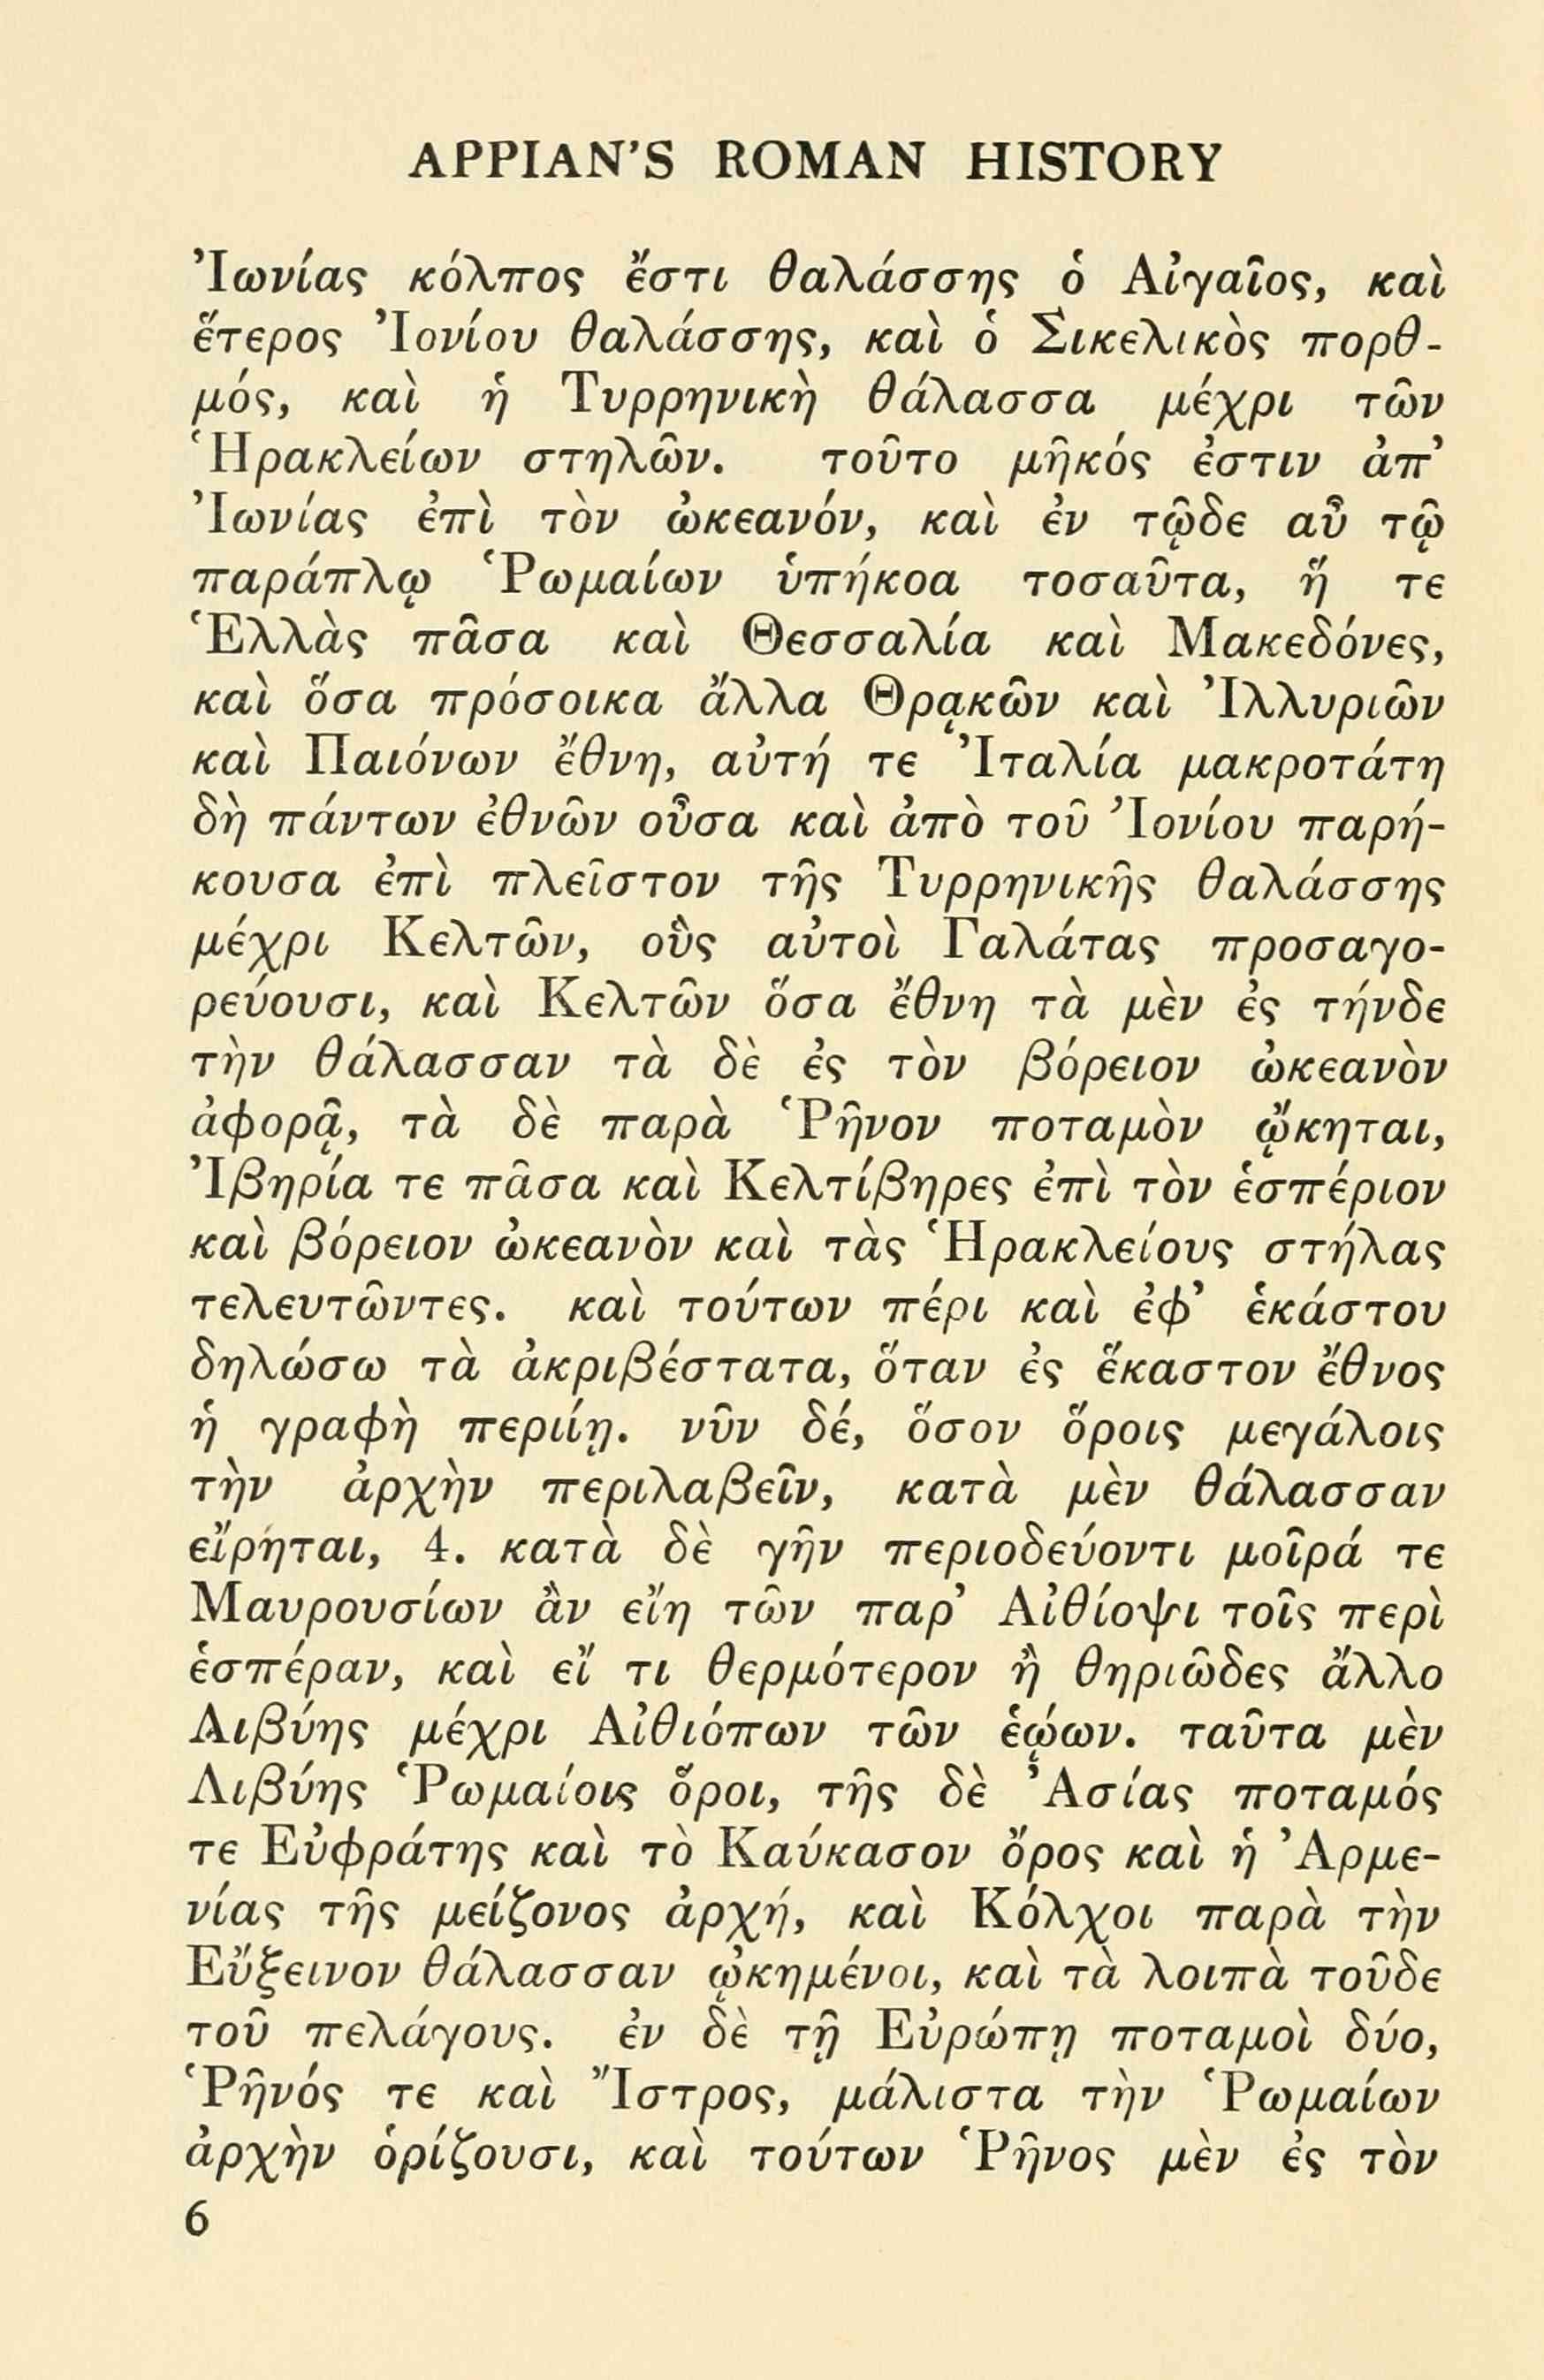 APPIAN'S ROMAN HISTORY
Ἰωνίας κόλπος ἔστι θαλάσσης ὁ Αἰγαῖος, καὶ
ἕτερος Ἰονίου θαλάσσης, καὶ ὁ Σικελικὸς πορθ-
μός, καὶ ἡ Τυρρηνικὴ θάλασσα μέχρι τῶν
Ἡρακλείων στηλῶν. τοῦτο μῆκός ἐστιν ἀπ’
Ἰωνίας ἐπὶ τὸν ὠκεανόν, καὶ ἐν τῷδε αὖ τῷ
παράπλῳ Ῥωμαίων ὑπήκοα τοσαῦτα, ἥ τε
Ἑλλὰς πᾶσα καὶ Θεσσαλία καὶ Μακεδόνες,
καὶ ὅσα πρόσοικα ἄλλα Θρᾳκῶν καὶ Ἰλλυριῶν
καὶ Παιόνων ἔθνη, αὐτή τε Ἰταλία μακροτάτη
δὴ πάντων ἐθνῶν οὖσα καὶ ἀπὸ τοῦ Ἰονίου παρή-
κουσα ἐπὶ πλεῖστον τῆς Τυρρηνικῆς θαλάσσης
μέχρι Κελτῶν, οὓς αὐτοὶ Γαλάτας προσαγο-
ρεύουσι, καὶ Κελτῶν ὅσα ἔθνη τὰ μὲν ἐς τήνδε
τὴν θάλασσαν τὰ δὲ ἐς τὸν βόρειον ὠκεανὸν
ἀφορᾷ, τὰ δὲ παρὰ Ῥῆνον ποταμὸν ᾤκηται,
Ἰβηρία τε πᾶσα καὶ Κελτίβηρες ἐπὶ τὸν ἑσπέριον
καὶ βόρειον ὠκεανὸν καὶ τὰς Ἡρακλείους στήλας
τελευτῶντες. καὶ τούτων πέρι καὶ ἐφ’ ἑκάστου
δηλώσω τὰ ἀκριβέστατα, ὅταν ἐς ἕκαστον ἔθνος
ἡ γραφὴ περιίῃ. νῦν δέ, ὅσον ὅροις μεγάλοις
τὴν ἀρχὴν περιλαβεῖν, κατὰ μὲν θάλασσαν
εἴρηται, 4. κατὰ δὲ γῆν περιοδεύοντι μοῖρά τε
Μαυρουσίων ἂν εἴη τῶν παρ’ Αἰθίοψι τοῖς περὶ
ἑσπέραν, καὶ εἴ τι θερμότερον ἢ θηριῶδες ἄλλο
Λιβύης μέχρι Αἰθιόπων τῶν ἑῴων. ταῦτα μὲν
Λιβύης Ῥωμαίοις ὅροι, τῆς δὲ Ἀσίας ποταμός
τε Εὐφράτης καὶ τὸ Καύκασον ὄρος καὶ ἡ Ἀρμε-
νίας τῆς μείζονος ἀρχή, καὶ Κόλχοι παρὰ τὴν
Εὔξεινον θάλασσαν ᾠκημένοι, καὶ τὰ λοιπὰ τοῦδε
τοῦ πελάγους. ἐν δὲ τῇ Εὐρώπῃ ποταμοὶ δύο,
Ῥῆνός τε καὶ Ἴστρος, μάλιστα τὴν Ῥωμαίων
ἀρχὴν ὁρίζουσι, καὶ τούτων Ῥῆνος μὲν ἐς τὸν
6